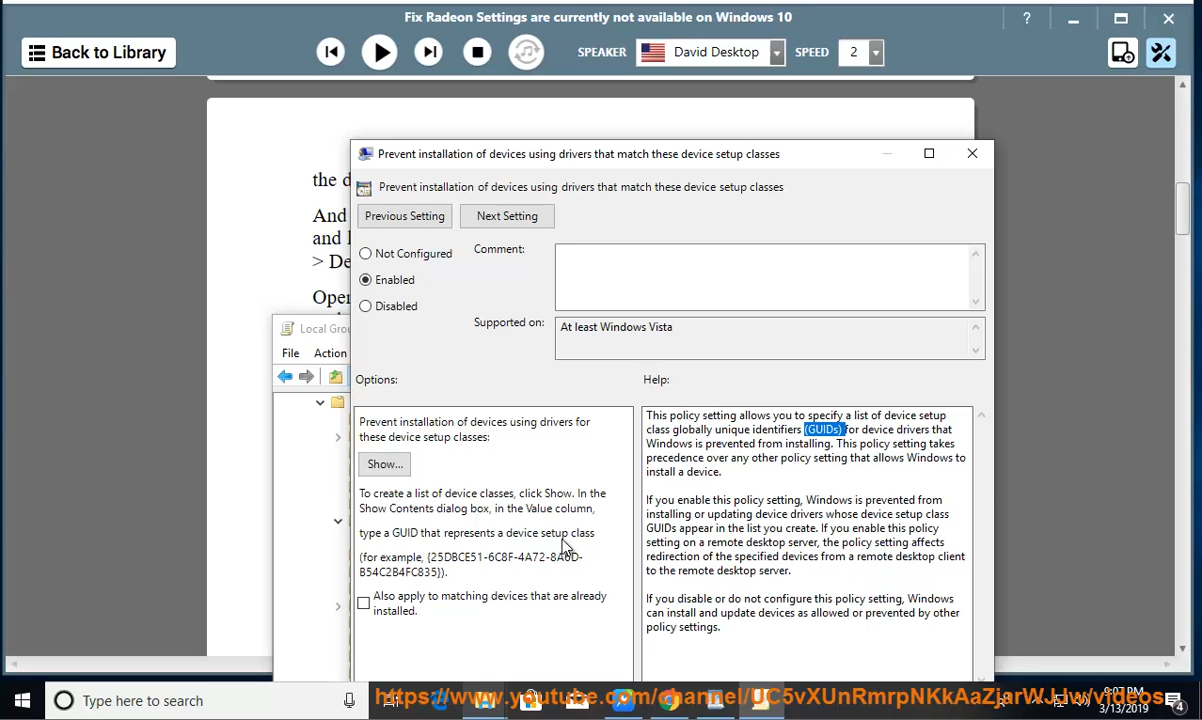 Fix Radeon Settings are currently not available on Windows 10
?
Back to Library
SPEAKER
David Desktop
SPEED
2
the d
Prevent installation of devices using drivers that match these device setup classes
Prevent installation of devices using drivers that match these device setup classes
And
Previous Setting
Next Setting
and
> De
Not Configured
Comment:
Enabled
Disabled
Oper
Supported on:
At least Windows Vista
Local Grou
File
Action
Options:
Help:
Prevent installation of devices using drivers for
these device setup classes:
Show...
To create a list of device classes, click Show. In the
Show Contents dialog box, in the Value column,
type a GUID that represents a device setup class
(for example, {25DBCE51-6C8F-4A72-
B54C2B4FC835}).
Also apply to matching devices that are already
installed.
This policy setting allows you to specify a list of device setup
class globally unique identifiers (GUIDs) for device drivers that
Windows is prevented from installing. This policy setting takes
precedence over any other policy setting that allows Windows to
install a device.
If you enable this policy setting, Windows is prevented from
installing or updating device drivers whose device setup class
GUIDs appear in the list you create. If you enable this policy
setting on a remote desktop server, the policy setting affects
redirection of the specified devices from a remote desktop client
to the remote desktop server.
If you disable or do not configure this policy setting, Windows
can install and update devices as allowed or prevented by other
policy settings.
Type here to search
https://www.youtube.com/channel/UC5vXUnRmrpNKkAaZjarWJHw/videos
9:07 PM
3/13/2019
4